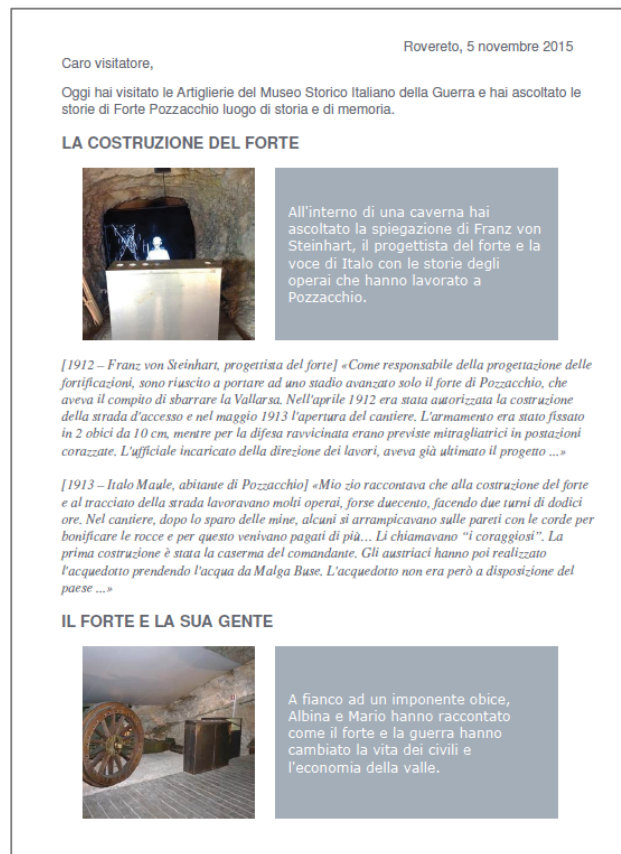 Rovereto, 5 novembre 2015
Caro visitatore,
Oggi hai visitato le Artiglierie del Museo Storico Italiano della Guerra e hai ascoltato le
storie di Forte Pozzacchio luogo di storia e di memoria.
LA COSTRUZIONE DEL FORTE
All'interno di una caverna hai
ascoltato la spiegazione di Franz von
Steinhart, il progettista del forte e la
voce di Italo con le storie degli
operai che hanno lavorato a
Pozzacchio.
[1912 – Franz von Steinhart, progettista del forte] «Come responsabile della progettazione delle
fortificazioni, sono riuscito a portare ad uno stadio avanzato solo il forte di Pozzacchio, che
aveva il compito di sbarrare la Vallarsa. Nell'aprile 1912 era stata autorizzata la costruzione
della strada d'accesso e nel maggio 1913 l'apertura del cantiere. L'armamento era stato fissato
in 2 obici da 10 cm, mentre per la difesa ravvicinata erano previste mitragliatrici in postazioni
corazzate. L'ufficiale incaricato della direzione dei lavori, aveva già ultimato il progetto ...»
[1913 – Italo Maule, abitante di Pozzacchio] «Mio zio raccontava che alla costruzione del forte
e al tracciato della strada lavoravano molti operai, forse duecento, facendo due turni di dodici
ore. Nel cantiere, dopo lo sparo delle mine, alcuni si arrampicavano sulle pareti con le corde per
bonificare le rocce e per questo venivano pagati di più… Li chiamavano “i coraggiosi”. La
prima costruzione è stata la caserma del comandante. Gli austriaci hanno poi realizzato
l'acquedotto prendendo l'acqua da Malga Buse. L'acquedotto non era però a disposizione del
paese ...»
IL FORTE E LA SUA GENTE
A fianco ad un imponente obice,
Albina e Mario hanno raccontato
come il forte e la guerra hanno
cambiato la vita dei civili e
l'economia della valle.